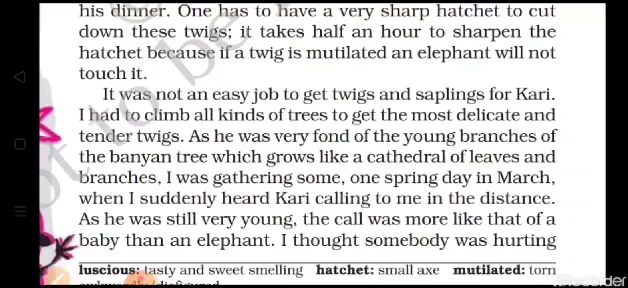 his dinner. One has to have a very sharp hatchet to cut
down these twigs; it takes half an hour to sharpen the
hatchet because if a twig is mutilated an elephant will not
touch it.
It was not an easy job to get twigs and saplings for Kari.
I had to climb all kinds of trees to get the most delicate and
tender twigs. As he was very fond of the young branches of
the banyan tree which grows like a cathedral of leaves and
branches, I was gathering some, one spring day in March,
when I suddenly heard Kari calling to me in the distance.
As he was still very young, the call was more like that of a
baby than an elephant. I thought somebody was hurting
luscious: tasty and sweet smelling hatchet: small axe mutilated: torn
not to be